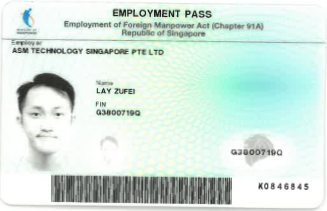 EMPLOYMENT PASS
Employment of Foreign Manpower Act (Chapter 91A)
Republic of Singapore
Employer
ASM TECHNOLOGY SINGAPORE PTE LTD
Name
LAY ZUFEI
FIN
G3800719Q
G3800719Q
K0846845